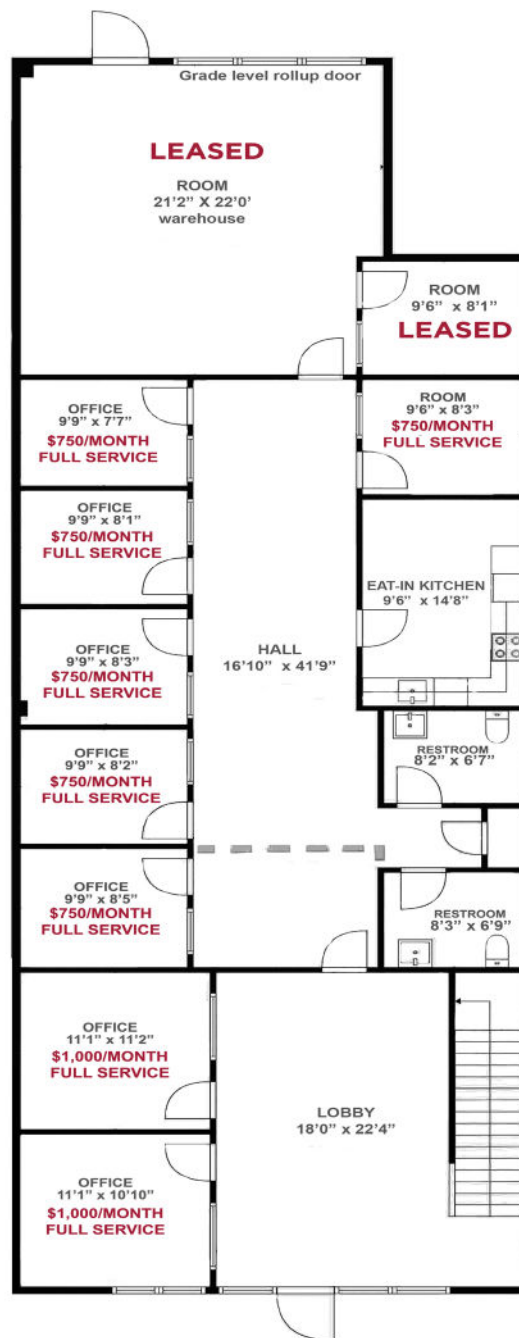 Grade level rollup door
LEASED
ROOM
21'2" X 22'0'
warehouse
ROOM
9'6" x 8'1"
LEASED
OFFICE
9'9" x 7'7"
$750/MONTH
FULL SERVICE
ROOM
9'6" x 8'3"
$750/MONTH
FULL SERVICE
OFFICE
9'9" x 8'1"
$750/MONTH
FULL SERVICE
EAT-IN KITCHEN
9'6" x 14'8"
OFFICE
9'9" x 8'3"
$750/MONTH
FULL SERVICE
HALL
16'10" x 41'9"
OFFICE
9'9" x 8'2"
$750/MONTH
FULL SERVICE
RESTROOM
8'2" x 6'7"
OFFICE
9'9" x 8'5"
$750/MONTH
FULL SERVICE
RESTROOM
8'3" x 6'9"
OFFICE
11'1" x 11'2"
$1,000/MONTH
FULL SERVICE
LOBBY
18'0" x 22'4"
OFFICE
11'1" x 10'10"
$1,000/MONTH
FULL SERVICE